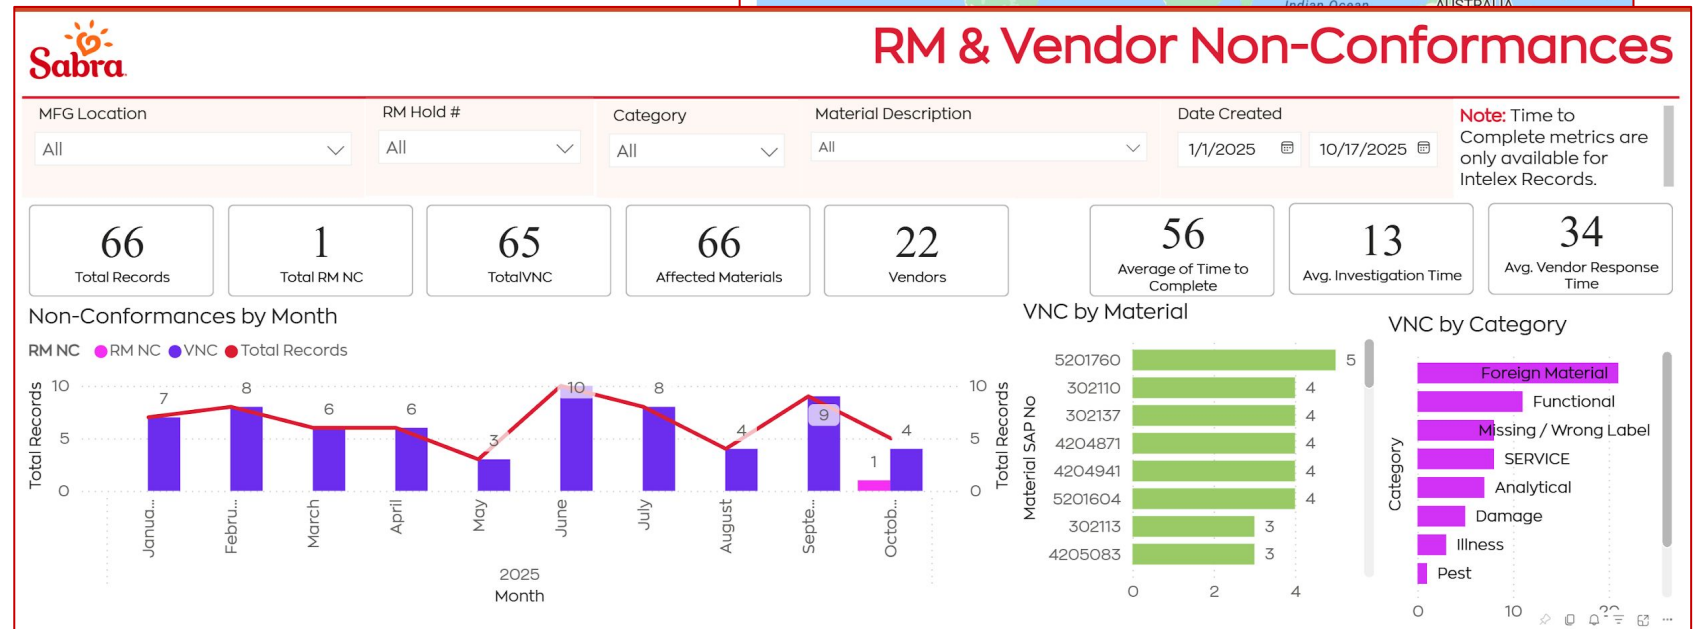 Indian Ocean
AUSTRALIA
Sabra
RM & Vendor Non-Conformances
MFG Location
All
RM Hold #
All
Category
All
Material Description
All
Date Created
1/1/2025
10/17/2025
Note: Time to
Complete metrics are
only available for
Intelex Records.
66
Total Records
1
Total RM NC
65
TotalVNC
66
Affected Materials
22
Vendors
56
Average of Time to
Complete
13
Avg. Investigation Time
34
Avg. Vendor Response
Time
Non-Conformances by Month
RM NC RM NC VNC Total Records
Total Records
10
5
0
7
8
6
6
3
10
8
4
9
1
4
10
5
0
Total Records
Janua...
Febru...
March
April
May
June
July
August
Septe...
Octob...
2025
Month
VNC by Material
Material SAP No
5201760 5
302110 4
302137 4
4204871 4
4204941 4
5201604 4
302113 3
4205083 3
0 2 4
VNC by Category
Category
Foreign Material
Functional
Missing / Wrong Label
SERVICE
Analytical
Damage
Illness
Pest
0 10 20